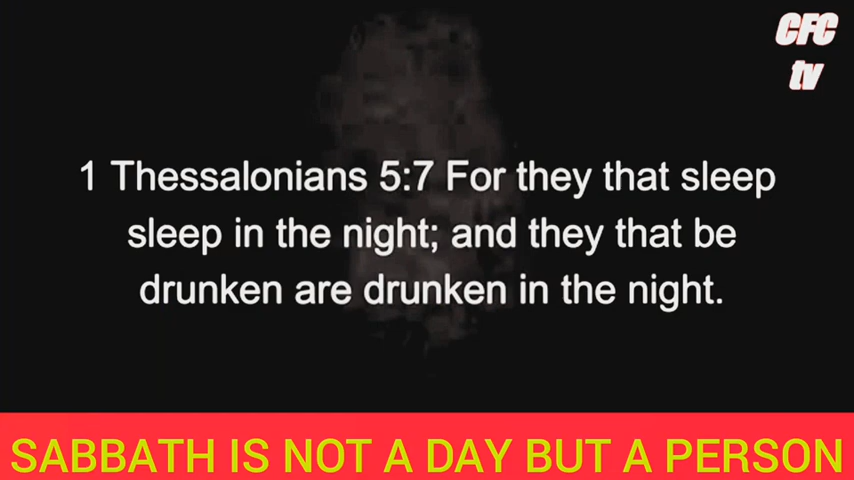 CFC
tv
1 Thessalonians 5:7 For they that sleep
sleep in the night; and they that be
drunken are drunken in the night.
SABBATH IS NOT A DAY BUT A PERSON